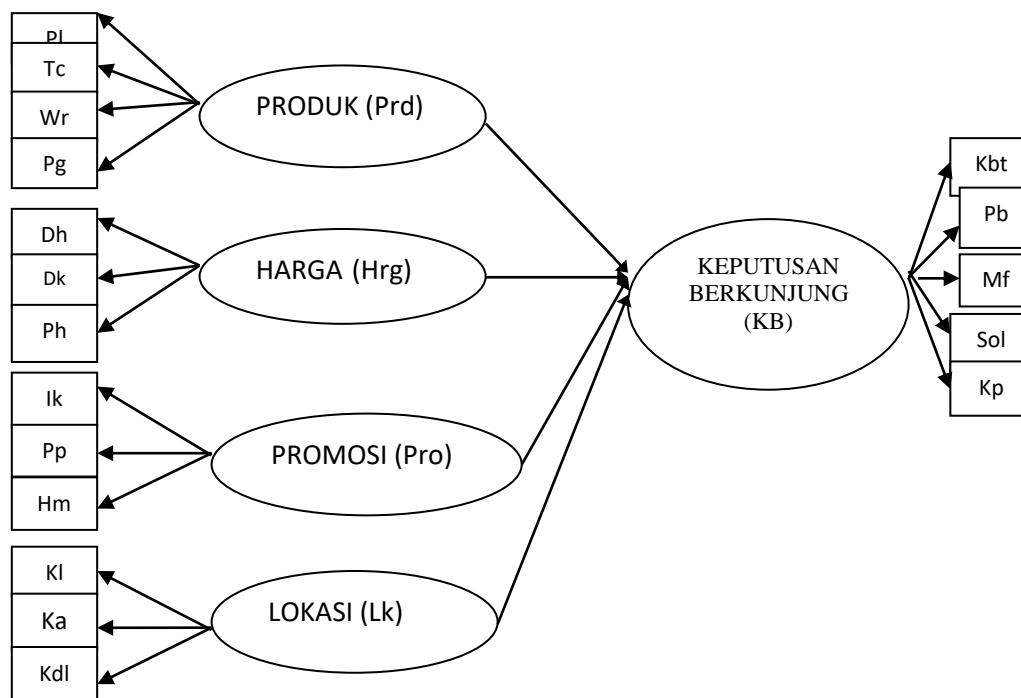 Pl
Tc
Wr
Pg
PRODUK (Prd)
Dh
Dk
Ph
HARGA (Hrg)
Ik
Pp
Hm
PROMOSI (Pro)
Kl
Ka
Kdl
LOKASI (Lk)
KEPUTUSAN
BERKUNJUNG
(KB)
Kbt
Pb
Mf
Sol
Kp